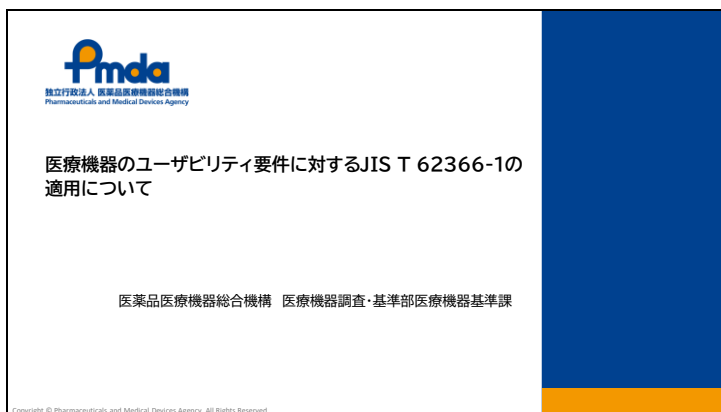 Pmda
独立行政法人 医薬品医療機器総合機構
Pharmaceuticals and Medical Devices Agency
医療機器のユーザビリティ要件に対するJIS T 62366-1の
適用について
医薬品医療機器総合機構 医療機器調査・基準部医療機器基準課
Copyright © Pharmaceuticals and Medical Devices Agency, All Rights Reserved.